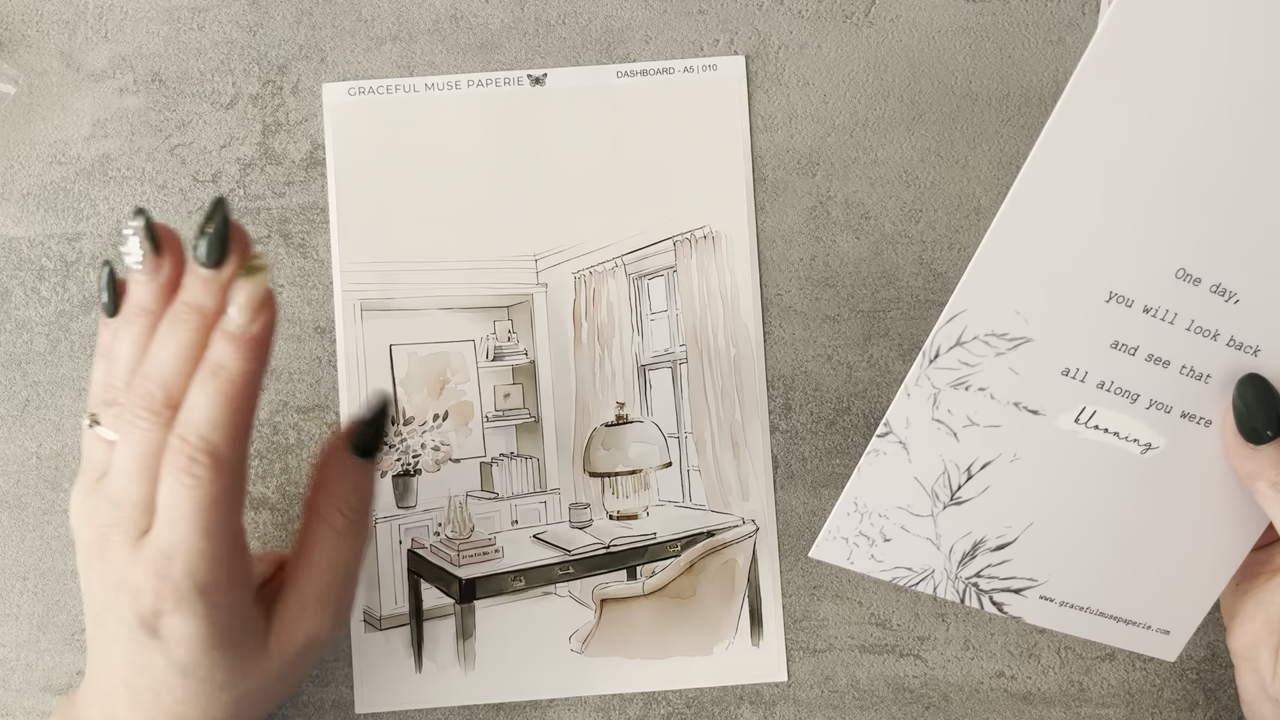 GRACEFUL MUSE PAPERIE
DASHBOARD - A5 | 010
One day,
you will look back
and see that
all along you were
blooming
www.gracefulmusepaperie.com